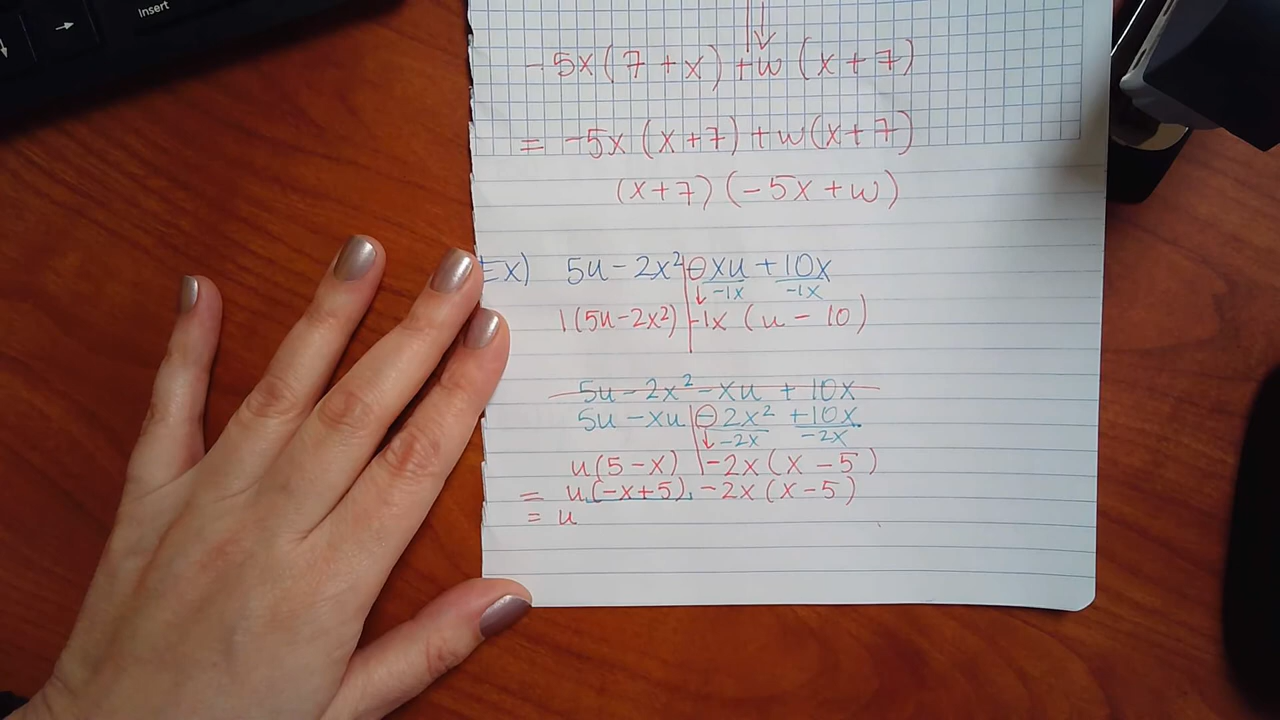 Insert
-5x(7+x)+w(x+7)
= -5x(x+7)+w(x+7)
(x+7)(-5x+w)
Ex) 5u-2x²-xu+10x
-1x -1x
1(5u-2x²) -1x(u-10)
5u-2x²-xu+10x
5u-xu-2x²+10x
-2x -2x
u(5-x) -2x(x-5)
= u(-x+5)-2x(x-5)
= u